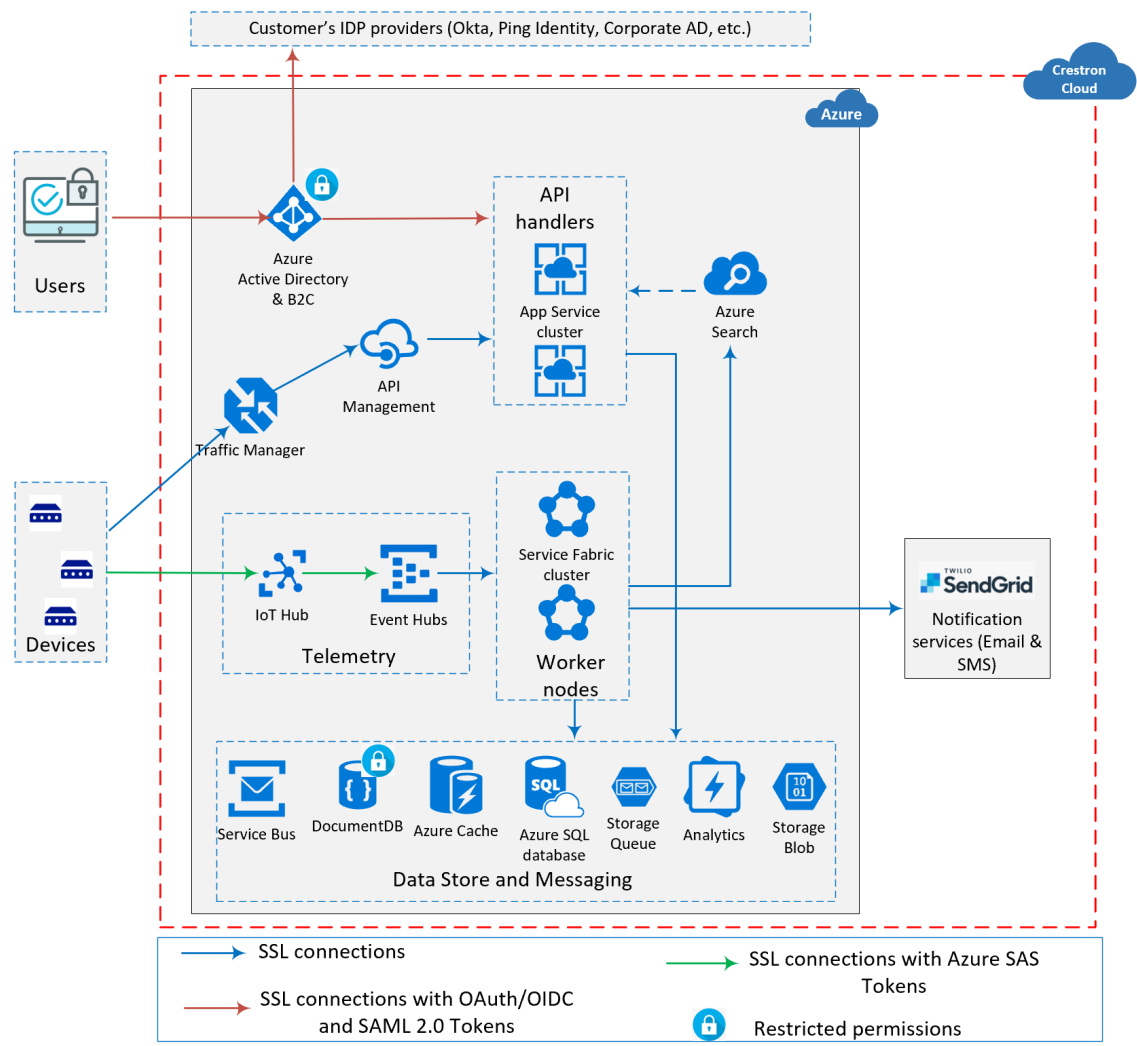 Customer's IDP providers (Okta, Ping Identity, Corporate AD, etc.)
Crestron
Cloud
Azure
Users
Azure
Active Directory
& B2C
API
handlers
App Service
cluster
Azure
Search
API
Management
Traffic Manager
Devices
IoT Hub
Event Hubs
Telemetry
Service Fabric
cluster
Worker
nodes
TWILIO
SendGrid
Notification
services (Email &
SMS)
Service Bus
DocumentDB
Azure Cache
SQL
Azure SQL
database
Storage
Queue
Analytics
10
01
Storage
Blob
Data Store and Messaging
SSL connections
SSL connections with Azure SAS
Tokens
SSL connections with OAuth/OIDC
and SAML 2.0 Tokens
Restricted permissions